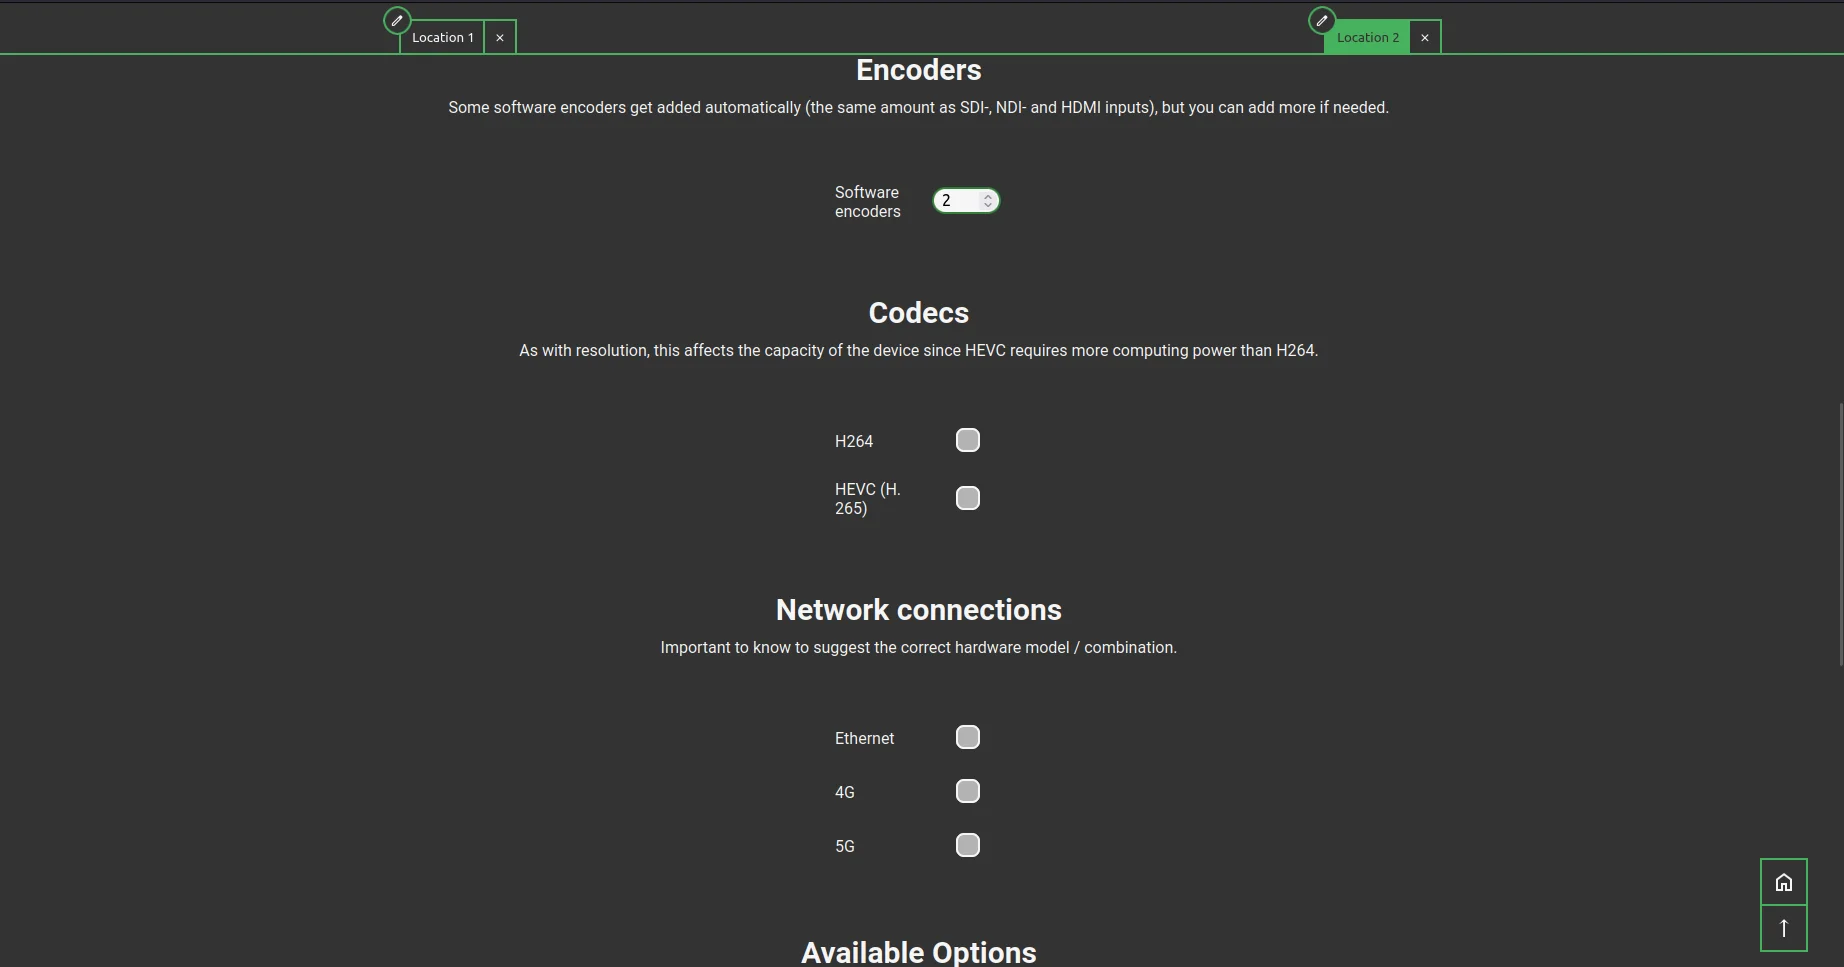 Location 1
Location 2
Encoders
Some software encoders get added automatically (the same amount as SDI-, NDI- and HDMI inputs), but you can add more if needed.
Software
encoders
2
Codecs
As with resolution, this affects the capacity of the device since HEVC requires more computing power than H264.
H264
HEVC (H.
265)
Network connections
Important to know to suggest the correct hardware model / combination.
Ethernet
4G
5G
Available Options